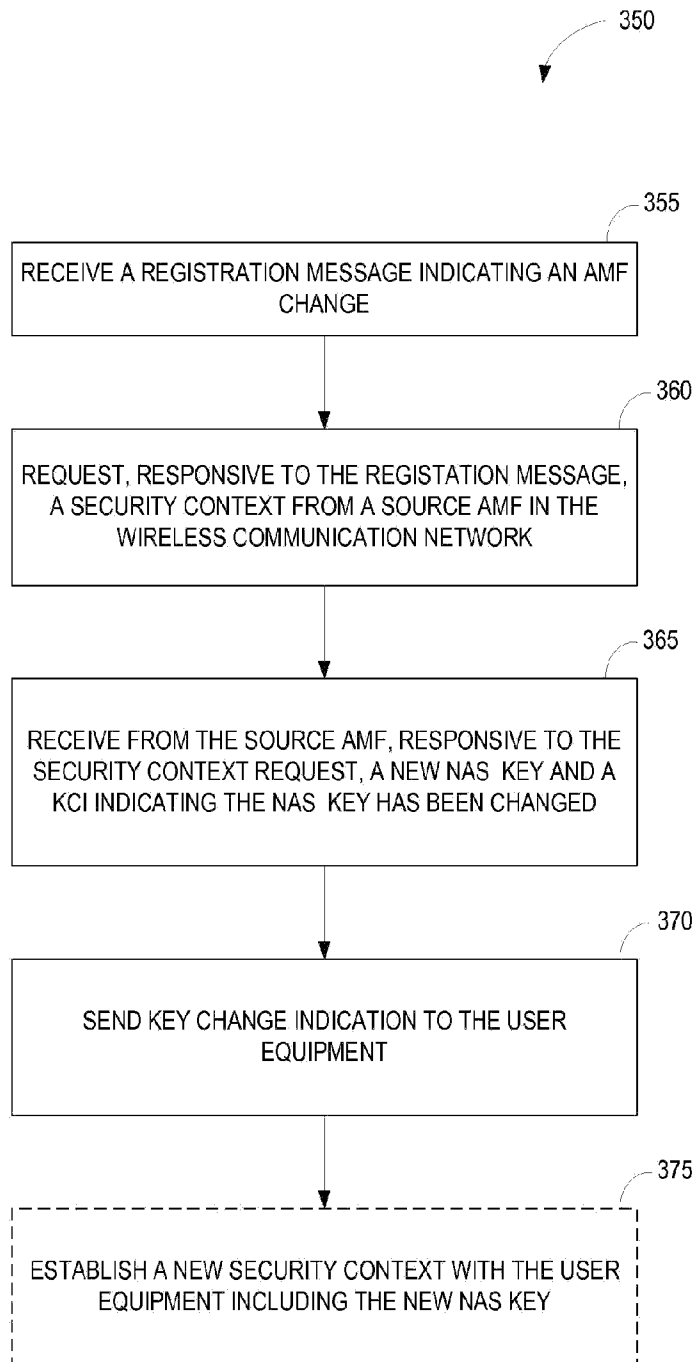 350
355
RECEIVE A REGISTRATION MESSAGE INDICATING AN AMF
CHANGE
360
REQUEST, RESPONSIVE TO THE REGISTATION MESSAGE,
A SECURITY CONTEXT FROM A SOURCE AMF IN THE
WIRELESS COMMUNICATION NETWORK
365
RECEIVE FROM THE SOURCE AMF, RESPONSIVE TO THE
SECURITY CONTEXT REQUEST, A NEW NAS KEY AND A
KCI INDICATING THE NAS KEY HAS BEEN CHANGED
370
SEND KEY CHANGE INDICATION TO THE USER
EQUIPMENT
375
ESTABLISH A NEW SECURITY CONTEXT WITH THE USER
EQUIPMENT INCLUDING THE NEW NAS KEY